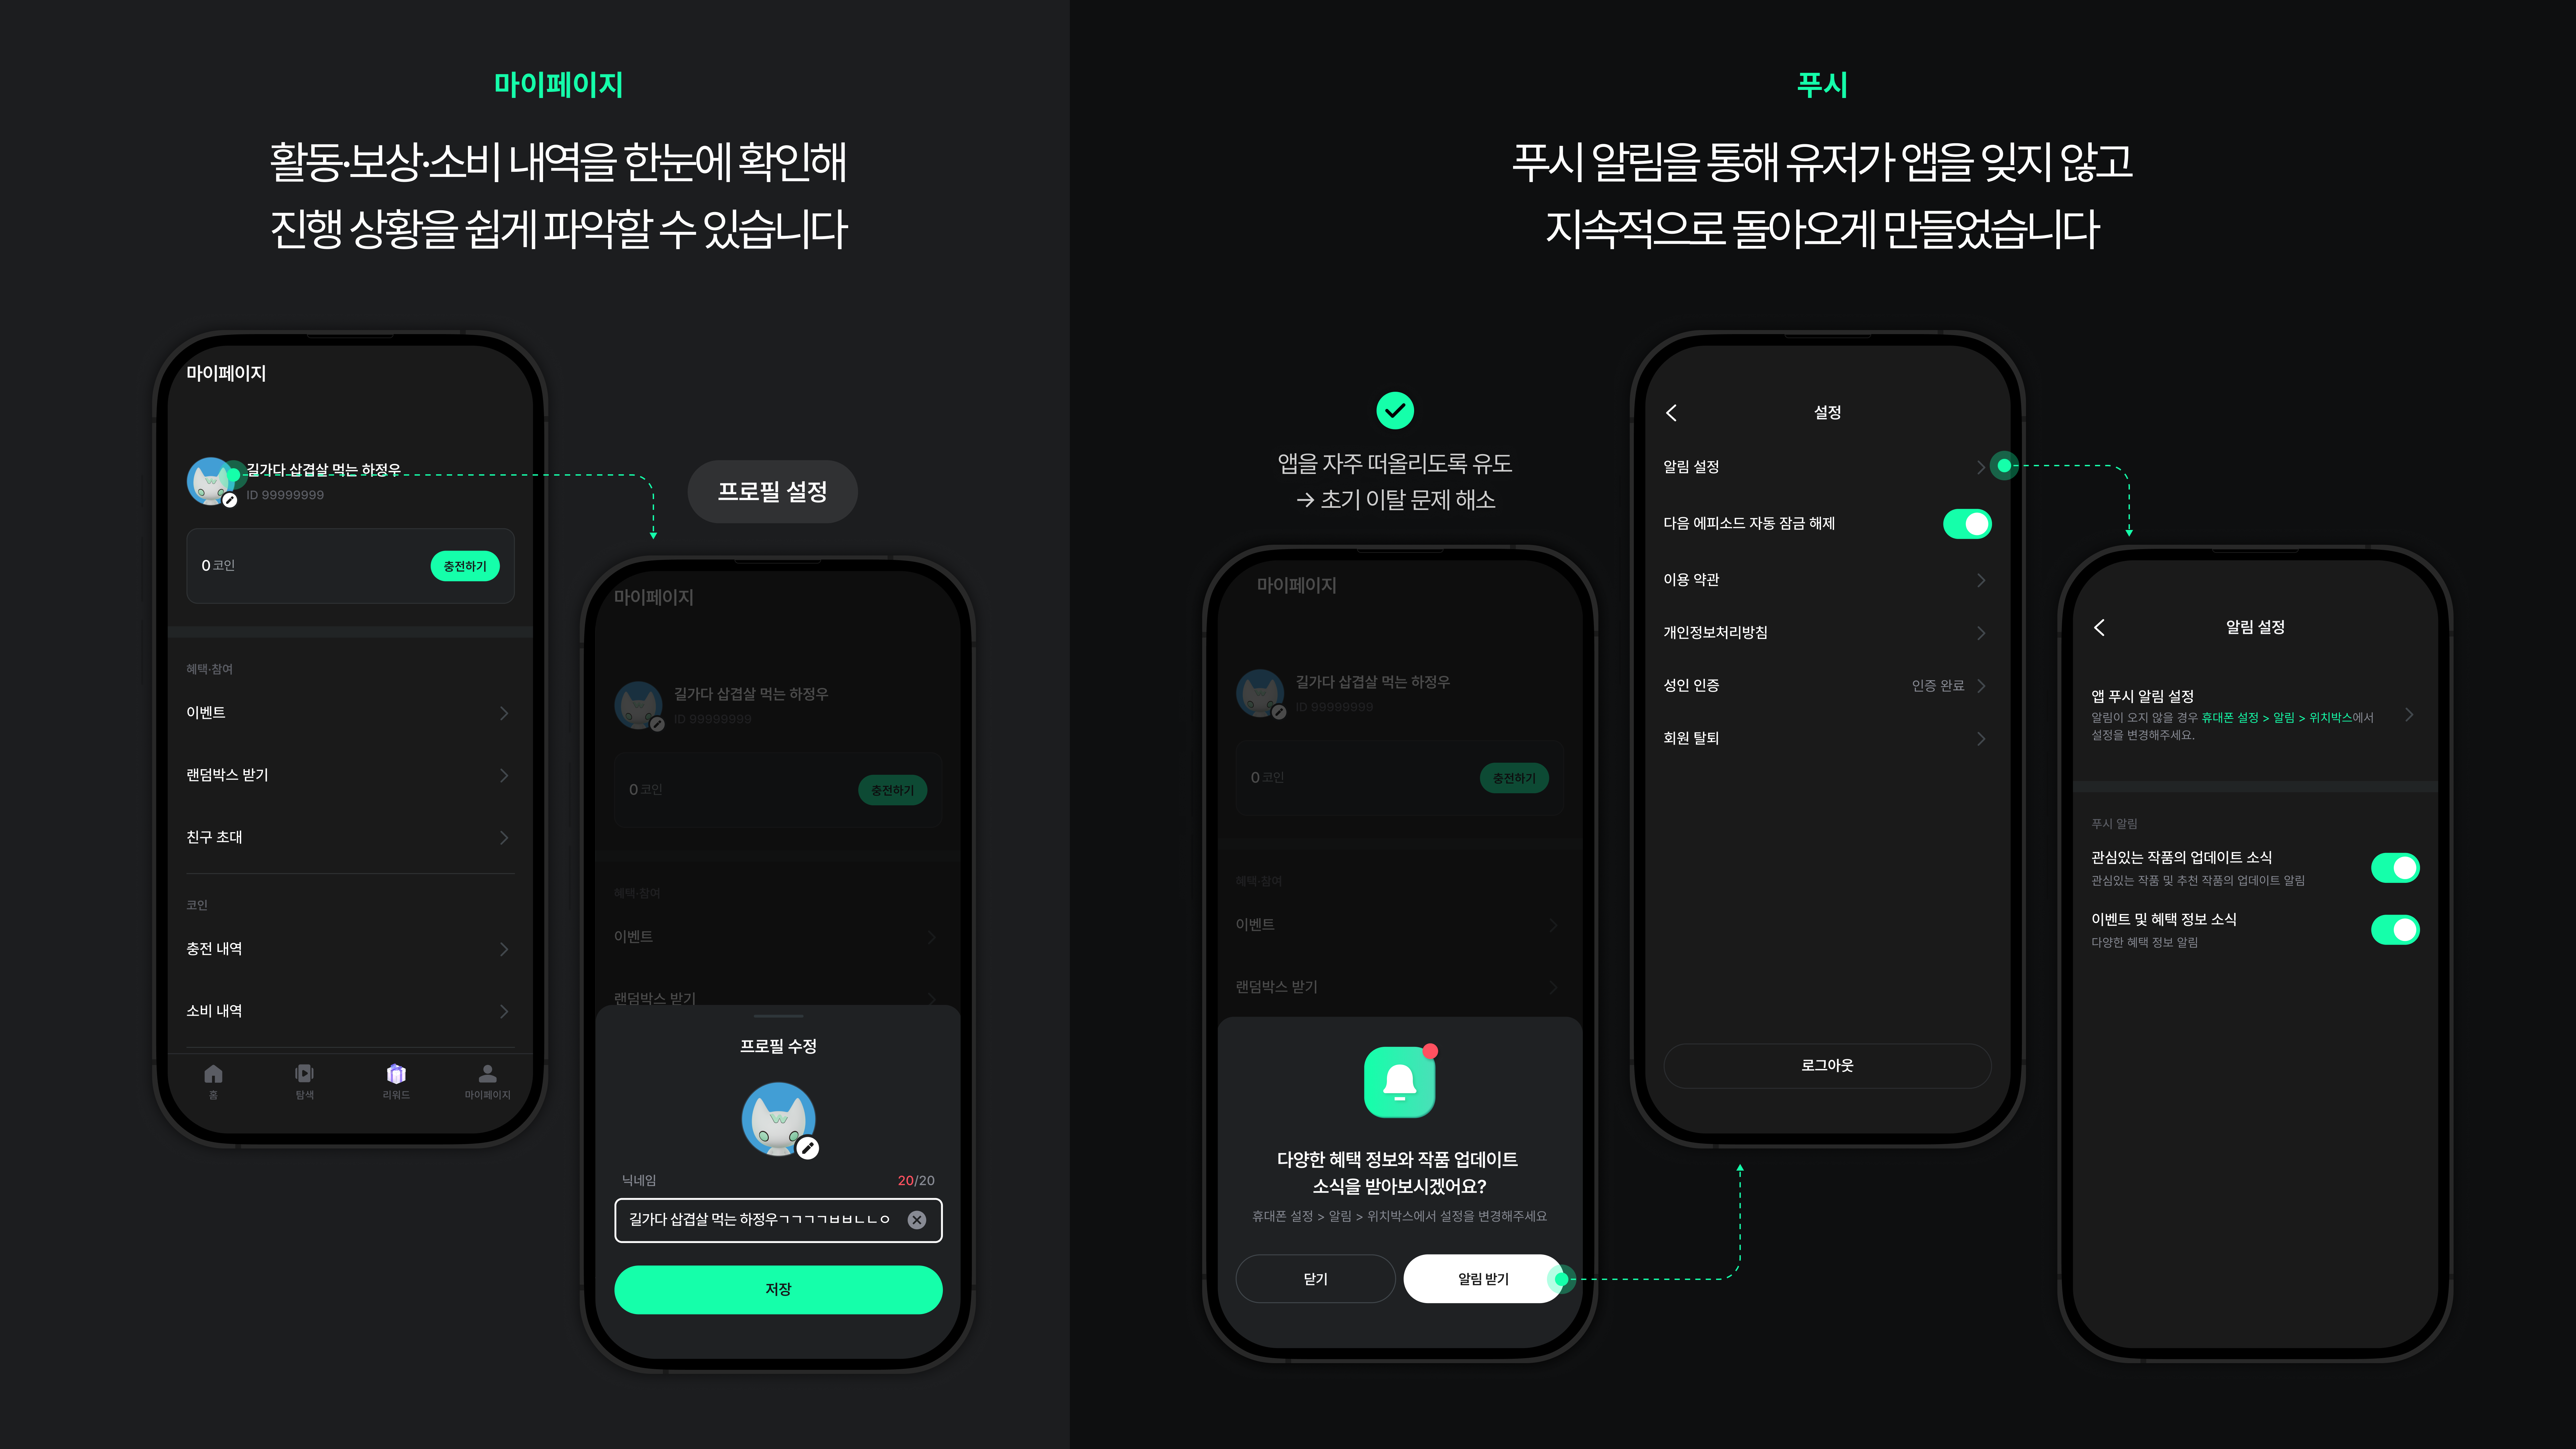 마이페이지
활동·보상·소비 내역을 한눈에 확인해
진행 상황을 쉽게 파악할 수 있습니다
마이페이지
길가다 삽겹살 먹는 하정우
ID 99999999
0 코인
충전하기
혜택·참여
이벤트
랜덤박스 받기
친구 초대
코인
충전 내역
소비 내역
홈
탐색
리워드
마이페이지
프로필 설정
마이페이지
길가다 삽겹살 먹는 하정우
ID 99999999
0 코인
충전하기
혜택·참여
이벤트
랜덤박스 받기
프로필 수정
닉네임
20/20
길가다 삽겹살 먹는 하정우ㄱㄱㄱㄱㅂㅂㄴㄴㅇ
저장
푸시
푸시 알림을 통해 유저가 앱을 잊지 않고
지속적으로 돌아오게 만들었습니다
앱을 자주 떠올리도록 유도
→ 초기 이탈 문제 해소
마이페이지
길가다 삽겹살 먹는 하정우
ID 99999999
0 코인
충전하기
혜택·참여
이벤트
랜덤박스 받기
다양한 혜택 정보와 작품 업데이트
소식을 받아보시겠어요?
휴대폰 설정 > 알림 > 위치박스에서 설정을 변경해주세요
닫기
알림 받기
설정
알림 설정
다음 에피소드 자동 잠금 해제
이용 약관
개인정보처리방침
성인 인증
인증 완료
회원 탈퇴
로그아웃
알림 설정
앱 푸시 알림 설정
알림이 오지 않을 경우 휴대폰 설정 > 알림 > 위치박스에서
설정을 변경해주세요.
푸시 알림
관심있는 작품의 업데이트 소식
관심있는 작품 및 추천 작품의 업데이트 알림
이벤트 및 혜택 정보 소식
다양한 혜택 정보 알림